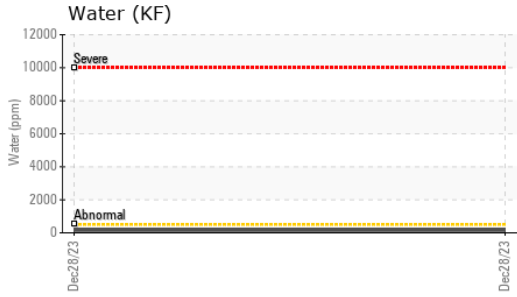 Water (KF)
12000
10000
8000
6000
4000
2000
0
Water (ppm)
Severe
Abnormal
Dec28/23
Dec28/23